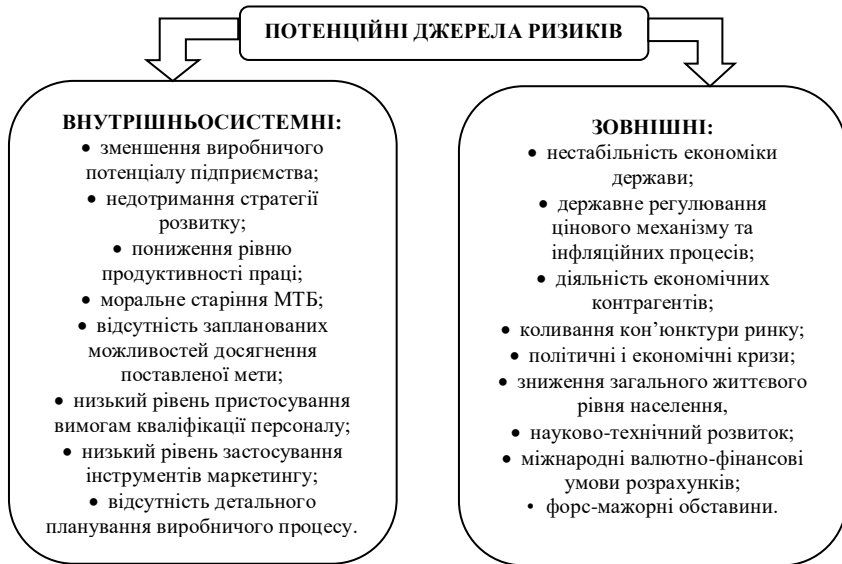 ПОТЕНЦІЙНІ ДЖЕРЕЛА РИЗИКІВ
ВНУТРІШНЬОСИСТЕМНІ:
• зменшення виробничого
потенціалу підприємства;
• недотримання стратегії
розвитку;
• пониження рівню
продуктивності праці;
• моральне старіння МТБ;
• відсутність запланованих
можливостей досягнення
поставленої мети;
• низький рівень пристосування
вимогам кваліфікації персоналу;
• низький рівень застосування
інструментів маркетингу;
• відсутність детального
планування виробничого процесу.
ЗОВНІШНІ:
• нестабільність економіки
держави;
• державне регулювання
цінового механізму та
інфляційних процесів;
• діяльність економічних
контрагентів;
• коливання кон’юнктури ринку;
• політичні і економічні кризи;
• зниження загального життєвого
рівня населення,
• науково-технічний розвиток;
• міжнародні валютно-фінансові
умови розрахунків;
• форс-мажорні обставини.